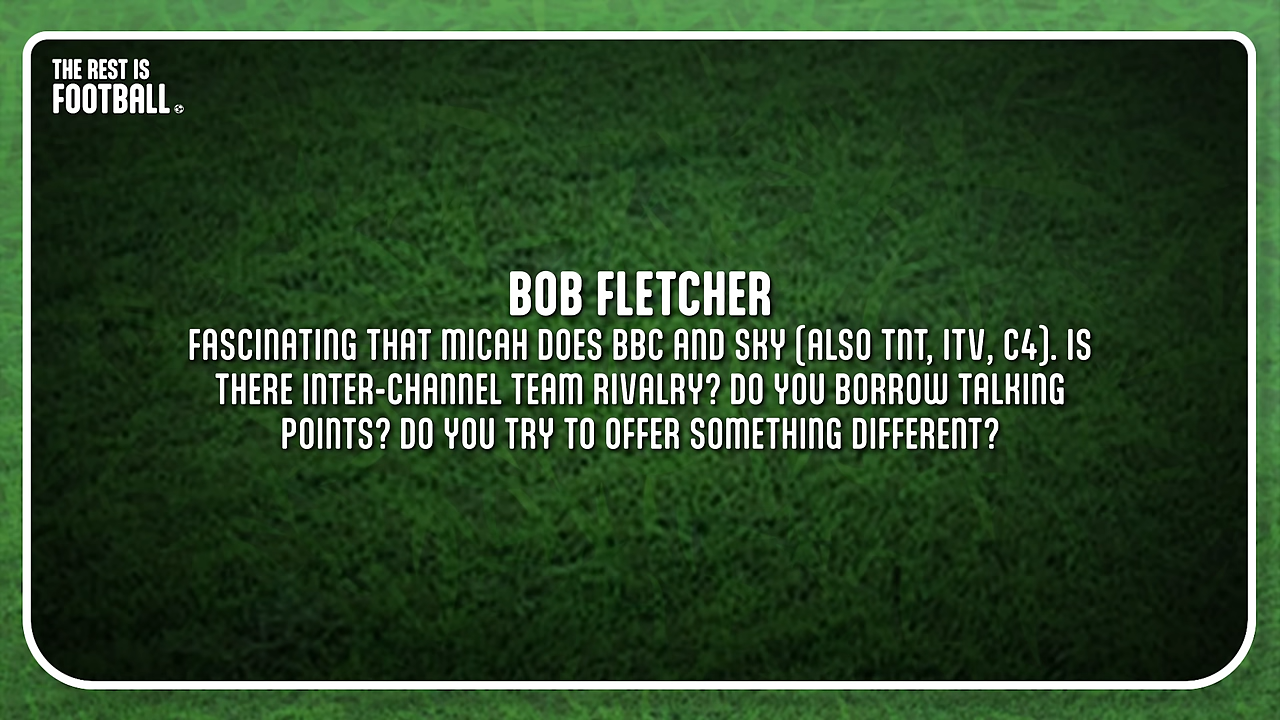 THE REST IS
FOOTBALL
BOB FLETCHER
FASCINATING THAT MICAH DOES BBC AND SKY (ALSO TNT, ITV, C4). IS
THERE INTER-CHANNEL TEAM RIVALRY? DO YOU BORROW TALKING
POINTS? DO YOU TRY TO OFFER SOMETHING DIFFERENT?